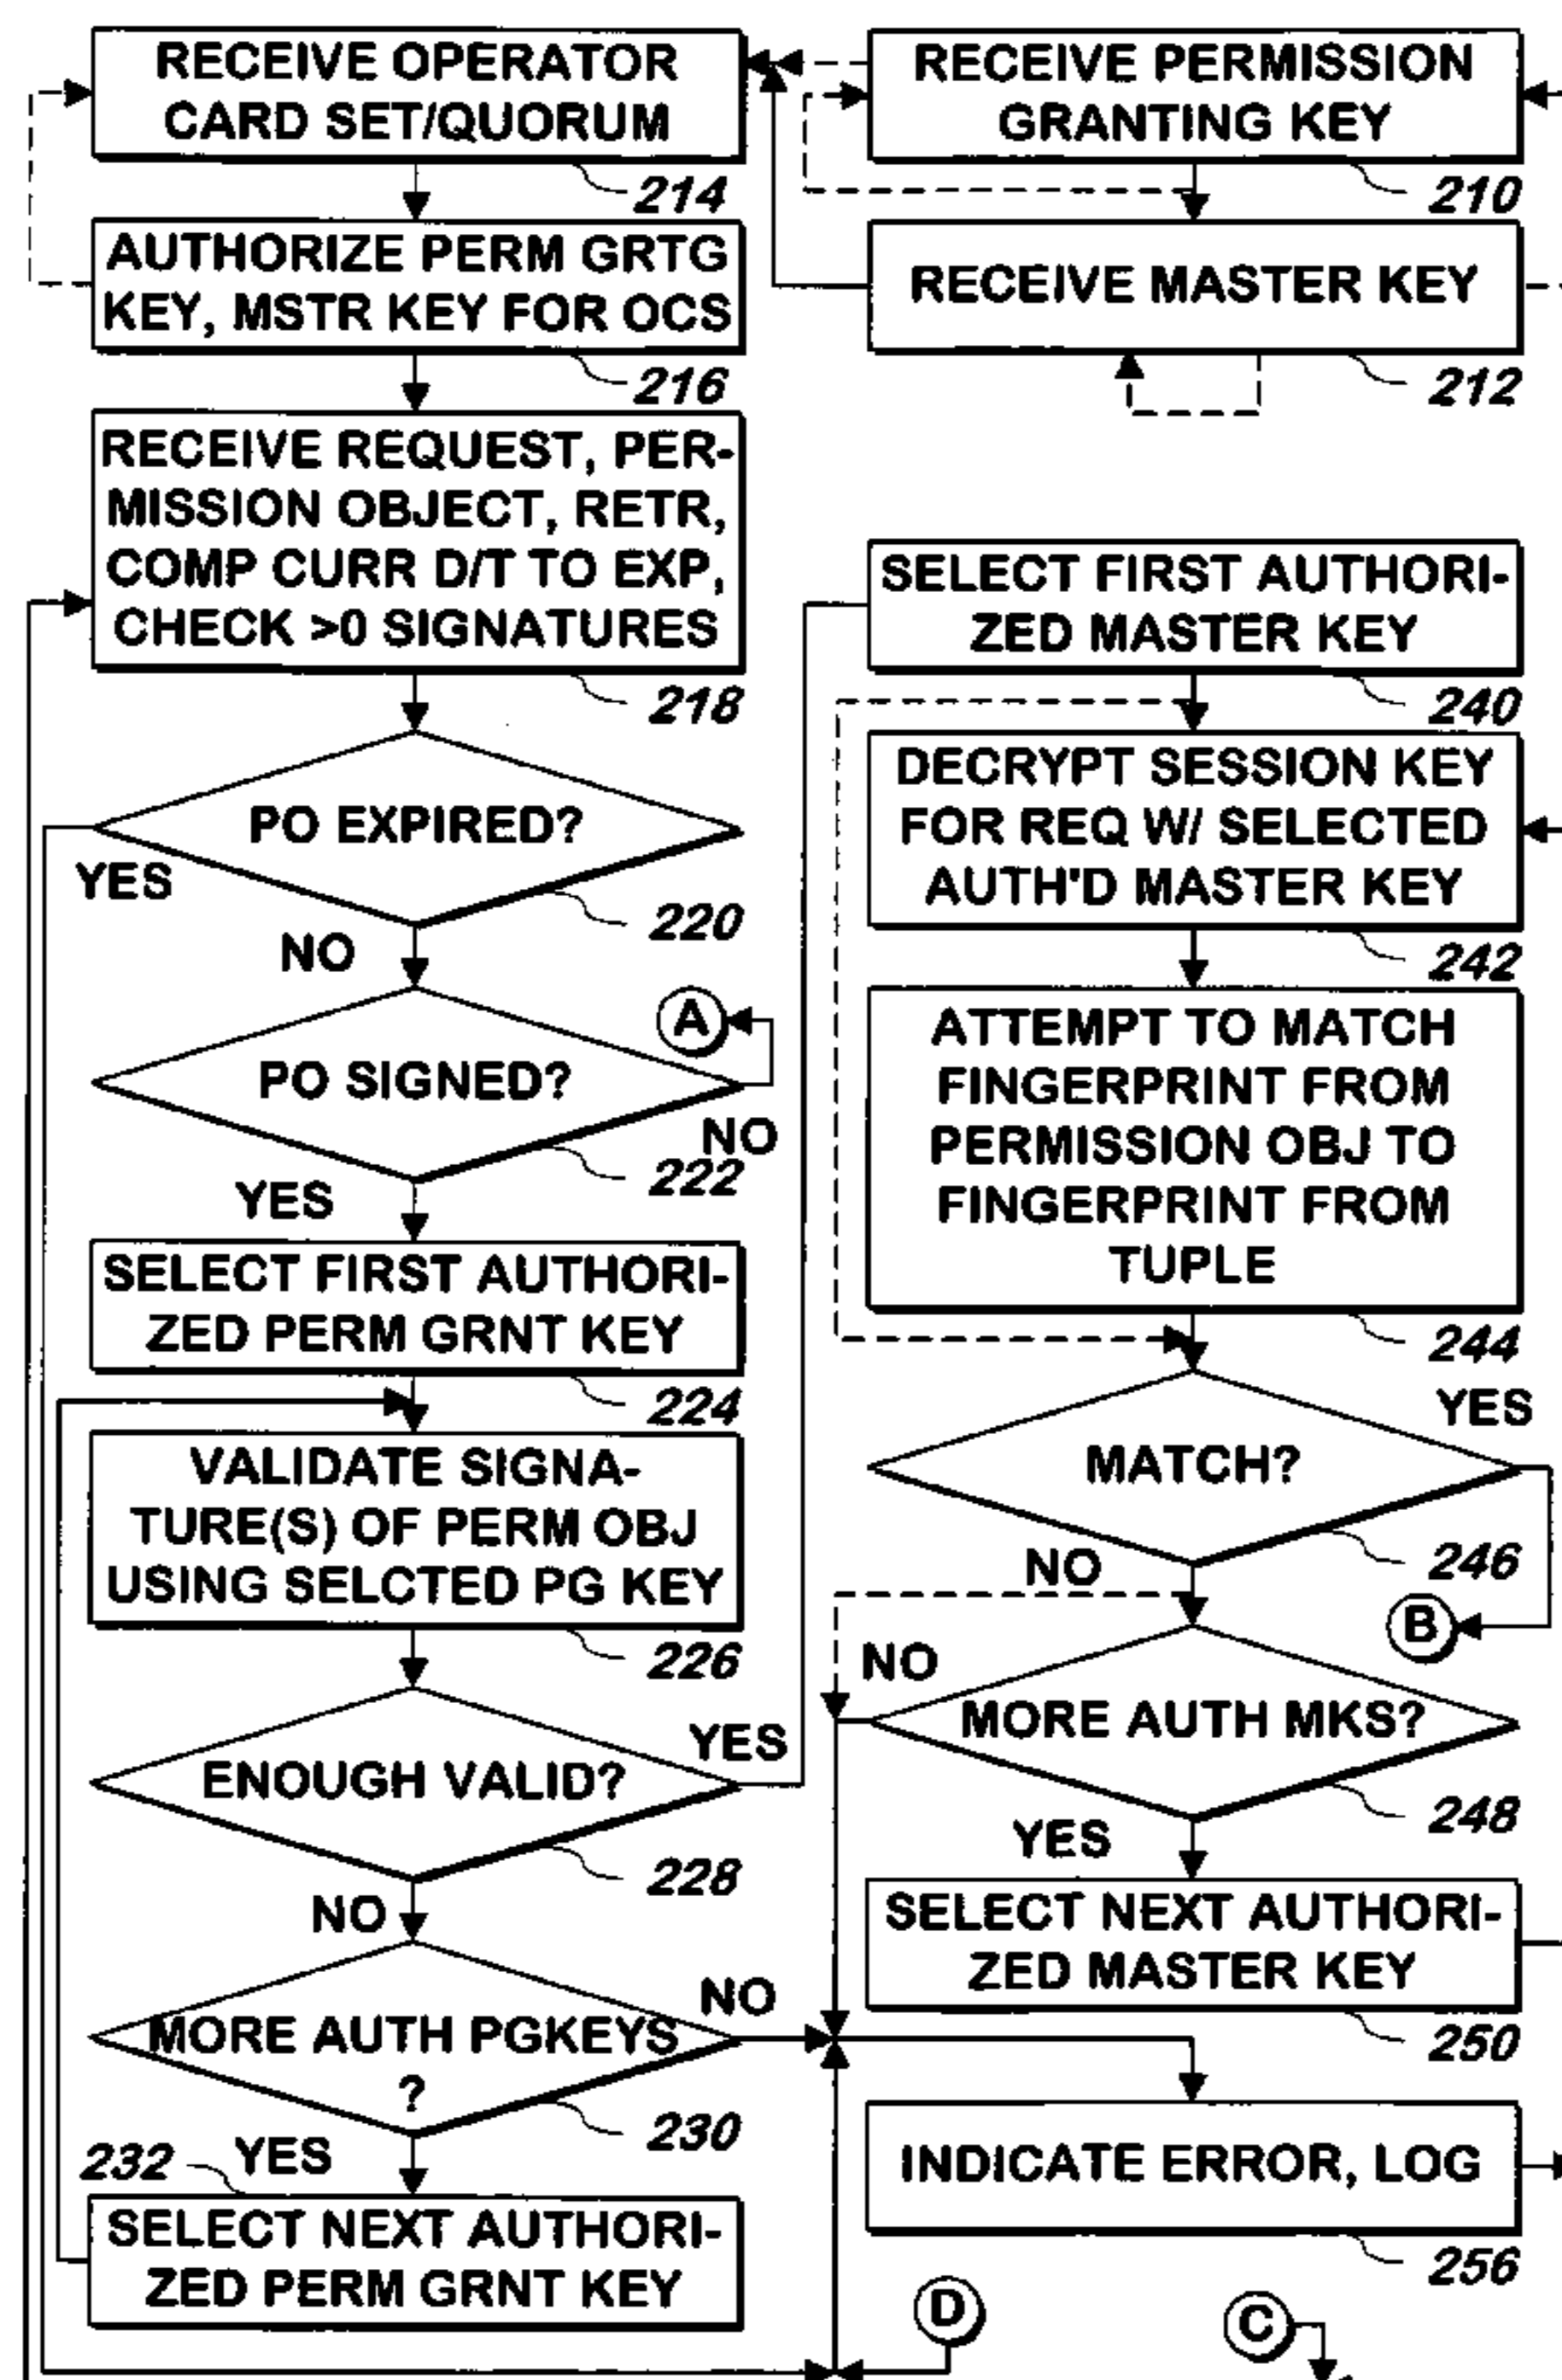 RECEIVE OPERATOR
CARD SET/QUORUM
214
AUTHORIZE PERM GRTG
KEY, MSTR KEY FOR OCS
216
RECEIVE REQUEST, PER-
MISSION OBJECT, RETR,
COMP CURR D/T TO EXP,
CHECK >0 SIGNATURES
218
PO EXPIRED?
YES
220
NO
A
PO SIGNED?
NO
222
YES
SELECT FIRST AUTHORI-
ZED PERM GRNT KEY
224
VALIDATE SIGNA-
TURE(S) OF PERM OBJ
USING SELCTED PG KEY
226
YES
ENOUGH VALID?
228
NO
NO
MORE AUTH PGKEYS
?
230
232
YES
SELECT NEXT AUTHORI-
ZED PERM GRNT KEY
RECEIVE PERMISSION
GRANTING KEY
210
RECEIVE MASTER KEY
212
SELECT FIRST AUTHORI-
ZED MASTER KEY
240
DECRYPT SESSION KEY
FOR REQ W/ SELECTED
AUTH'D MASTER KEY
242
ATTEMPT TO MATCH
FINGERPRINT FROM
PERMISSION OBJ TO
FINGERPRINT FROM
TUPLE
244
YES
MATCH?
246
NO
B
NO
MORE AUTH MKS?
248
YES
SELECT NEXT AUTHORI-
ZED MASTER KEY
250
INDICATE ERROR, LOG
256
D
C